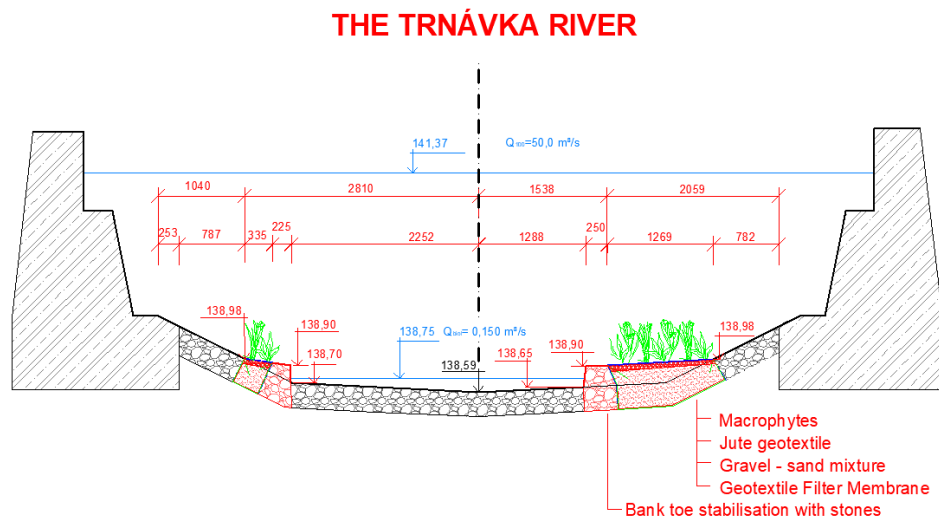 THE TRNÁVKA RIVER
141,37 Q₁₀₀=50,0 m³/s
1040 2810 1538 2059
253 787 335 225 2252 1288 250 1269 782
138,98 138,90 138,70 138,75 Q = 0,150 m³/s 138,59 138,65 138,90 138,98
Macrophytes
Jute geotextile
Gravel - sand mixture
Geotextile Filter Membrane
Bank toe stabilisation with stones